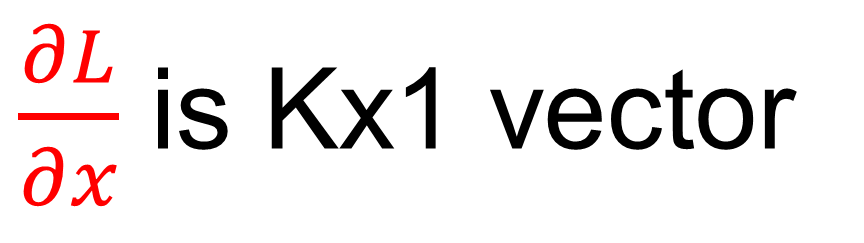 ∂L/∂x is Kx1 vector